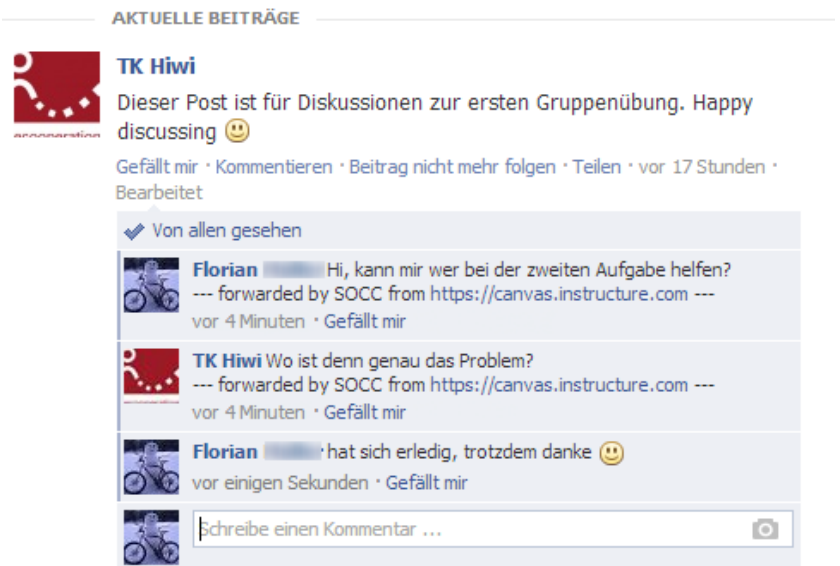 AKTUELLE BEITRÄGE
TK Hiwi
Dieser Post ist für Diskussionen zur ersten Gruppenübung. Happy
discussing
Gefällt mir · Kommentieren · Beitrag nicht mehr folgen · Teilen · vor 17 Stunden ·
Bearbeitet
Von allen gesehen
Florian Hi, kann mir wer bei der zweiten Aufgabe helfen?
--- forwarded by SOCC from https://canvas.instructure.com ---
vor 4 Minuten · Gefällt mir
TK Hiwi Wo ist denn genau das Problem?
--- forwarded by SOCC from https://canvas.instructure.com ---
vor 4 Minuten · Gefällt mir
Florian hat sich erledig, trotzdem danke
vor einigen Sekunden · Gefällt mir
Schreibe einen Kommentar ...